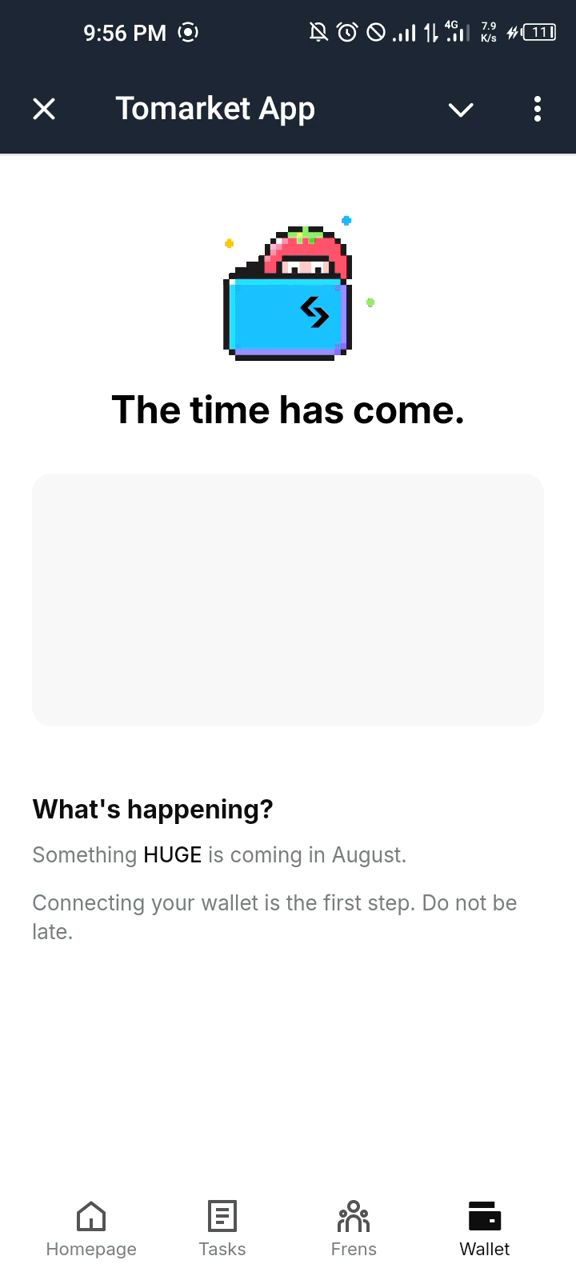 9:56 PM 4G 7.9 K/s 11
Tomarket App
The time has come.
What's happening?
Something HUGE is coming in August.
Connecting your wallet is the first step. Do not be
late.
Homepage Tasks Frens Wallet